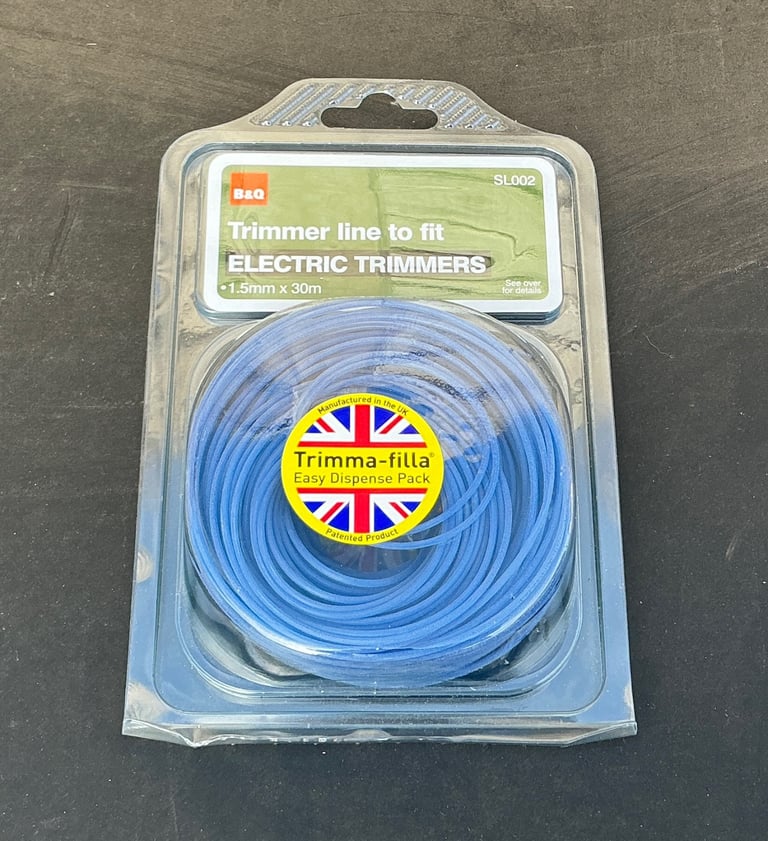 B&Q
SL002
Trimmer line to fit
ELECTRIC TRIMMERS
•1.5mm x 30m
See over
for details
Manufactured in the UK
Trimma-filla®
Easy Dispense Pack
Patented Product